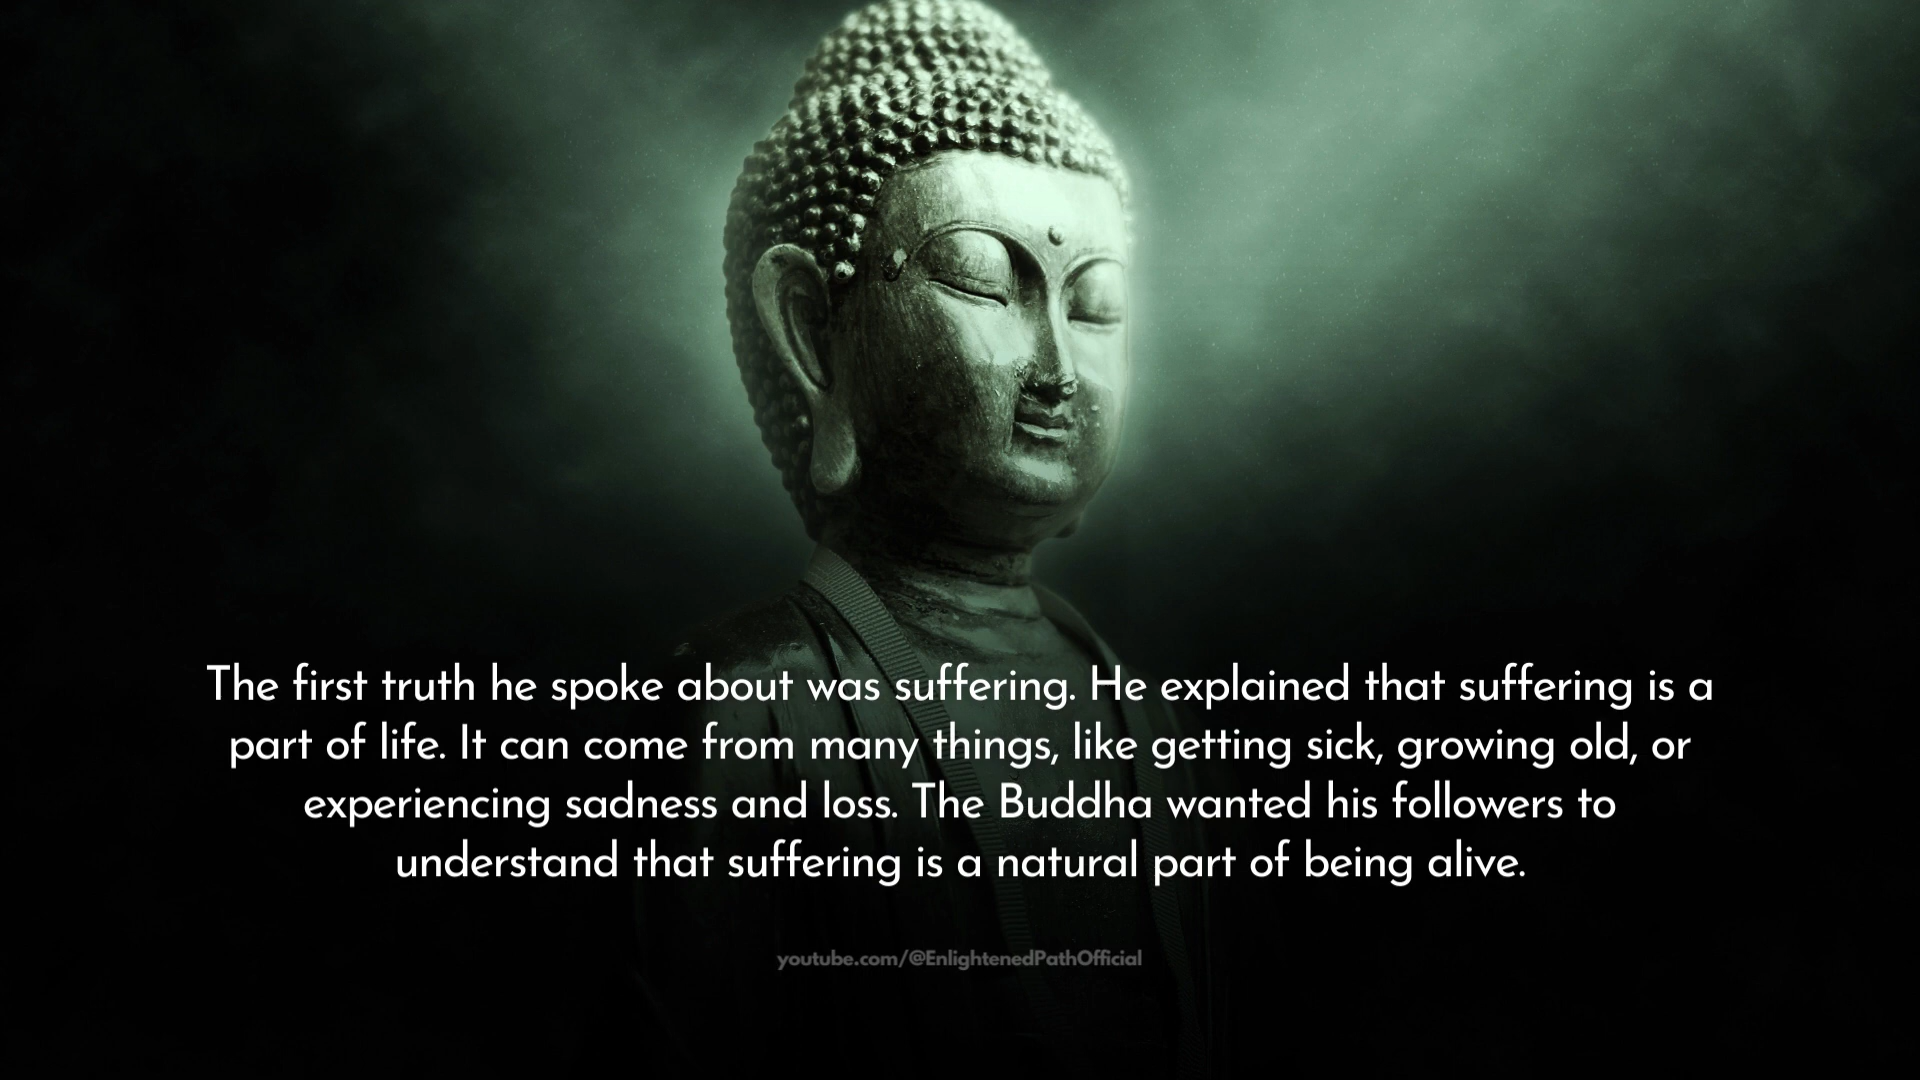 The first truth he spoke about was suffering. He explained that suffering is a
part of life. It can come from many things, like getting sick, growing old, or
experiencing sadness and loss. The Buddha wanted his followers to
understand that suffering is a natural part of being alive.
youtube.com/@EnlightenedPathOfficial